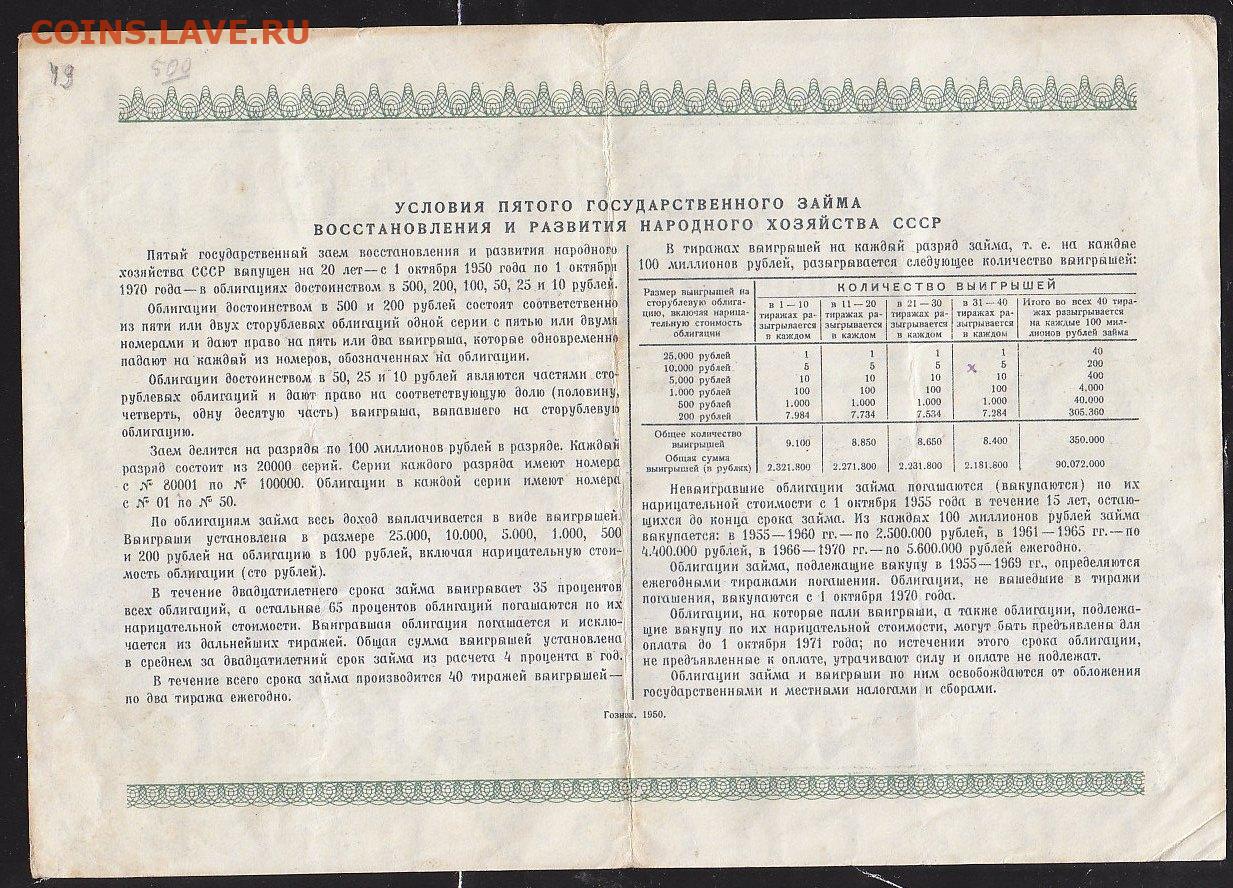 COINS.LAVE.RU
49
500
УСЛОВИЯ ПЯТОГО ГОСУДАРСТВЕННОГО ЗАЙМА
ВОССТАНОВЛЕНИЯ И РАЗВИТИЯ НАРОДНОГО ХОЗЯЙСТВА СССР
Пятый государственный заем восстановления и развития народного
хозяйства СССР выпущен на 20 лет — с 1 октября 1950 года по 1 октября
1970 года — в облигациях достоинством в 500, 200, 100, 50, 25 и 10 рублей.
Облигации достоинством в 500 и 200 рублей состоят соответственно
из пяти или двух сторублевых облигаций одной серии с пятью или двумя
номерами и дают право на пять или два выигрыша, которые одновременно
падают на каждый из номеров, обозначенных на облигации.
Облигации достоинством в 50, 25 и 10 рублей являются частями сто-
рублевых облигаций и дают право на соответствующую долю (половину,
четверть, одну десятую часть) выигрыша, выпавшего на сторублевую
облигацию.
Заем делится на разряды по 100 миллионов рублей в разряде. Каждый
разряд состоит из 20000 серий. Серии каждого разряда имеют номера
с № 80001 по № 100000. Облигации в каждой серии имеют номера
с № 01 по № 50.
По облигациям займа весь доход выплачивается в виде выигрышей.
Выигрыши установлены в размере 25.000, 10.000, 5.000, 1.000, 500
и 200 рублей на облигацию в 100 рублей, включая нарицательную стои-
мость облигации (сто рублей).
В течение двадцатилетнего срока займа выигрывает 35 процентов
всех облигаций, а остальные 65 процентов облигаций погашаются по их
нарицательной стоимости. Выигравшая облигация погашается и исклю-
чается из дальнейших тиражей. Общая сумма выигрышей установлена
в среднем за двадцатилетний срок займа из расчета 4 процента в год.
В течение всего срока займа производится 40 тиражей выигрышей —
по два тиража ежегодно.
В тиражах выигрышей на каждый разряд займа, т. е. на каждые
100 миллионов рублей, разыгрывается следующее количество выигрышей:
Размер выигрышей на сторублевую облига-цию, включая нарица-тельную стоимость облигации
КОЛИЧЕСТВО ВЫИГРЫШЕЙ
в 1 — 10 тиражах ра-зыгрывается в каждом
в 11 — 20 тиражах ра-зыгрывается в каждом
в 21 — 30 тиражах ра-зыгрывается в каждом
в 31 — 40 тиражах ра-зыгрывается в каждом
Итого во всех 40 тира-жах разыгрывается на каждые 100 мил-лионов рублей займа
25.000 рублей 1 1 1 1 40
10.000 рублей 5 5 5 x 5 200
5.000 рублей 10 10 10 10 400
1.000 рублей 100 100 100 100 4.000
500 рублей 1.000 1.000 1.000 1.000 40.000
200 рублей 7.984 7.734 7.534 7.284 305.360
Общее количество выигрышей 9.100 8.850 8.650 8.400 350.000
Общая сумма выигрышей (в рублях) 2.321.800 2.271.800 2.231.800 2.181.800 90.072.000
Невыигравшие облигации займа погашаются (выкупаются) по их
нарицательной стоимости с 1 октября 1955 года в течение 15 лет, остаю-
щихся до конца срока займа. Из каждых 100 миллионов рублей займа
выкупается: в 1955 — 1960 гг. — по 2.500.000 рублей, в 1961 — 1965 гг. — по
4.400.000 рублей, в 1966 — 1970 гг. — по 5.600.000 рублей ежегодно.
Облигации займа, подлежащие выкупу в 1955 — 1969 гг., определяются
ежегодными тиражами погашения. Облигации, не вышедшие в тиражи
погашения, выкупаются с 1 октября 1970 года.
Облигации, на которые пали выигрыши, а также облигации, подлежа-
щие выкупу по их нарицательной стоимости, могут быть предъявлены для
оплаты до 1 октября 1971 года; по истечении этого срока облигации,
не предъявленные к оплате, утрачивают силу и оплате не подлежат.
Облигации займа и выигрыши по ним освобождаются от обложения
государственными и местными налогами и сборами.
Гознак. 1950.